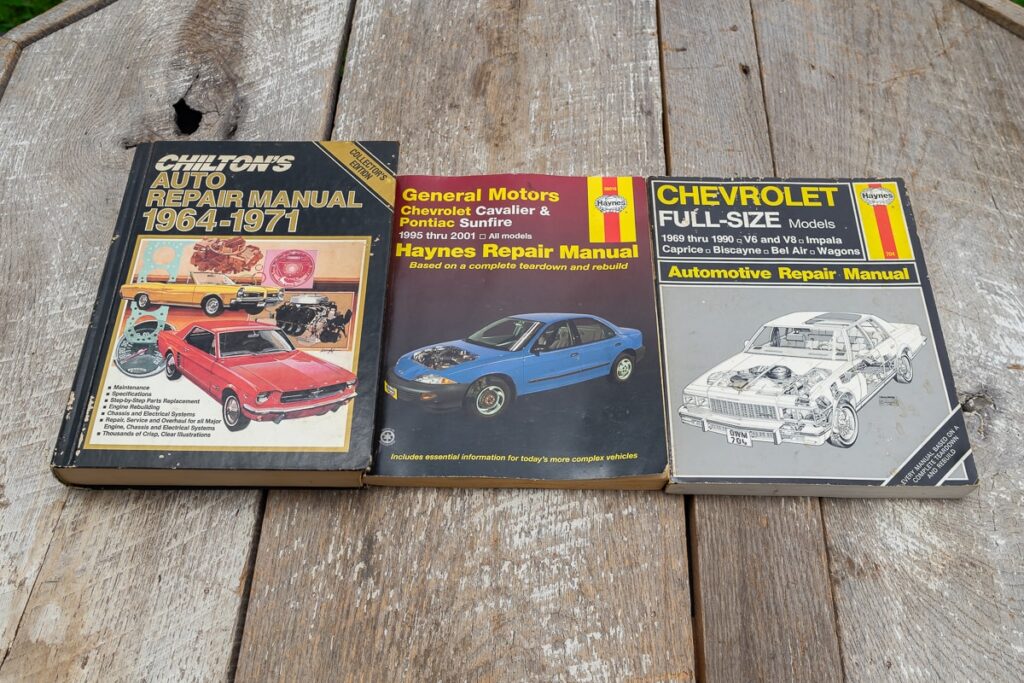 CHILTON'S
AUTO
REPAIR MANUAL
1964-1971
COLLECTOR'S
EDITION
■ Maintenance
■ Specifications
■ Step-by-Step Parts Replacement
■ Engine Rebuilding
■ Chassis and Electrical Systems
■ Repair, Service and Overhaul for all Major
Engine, Chassis and Electrical Systems
■ Thousands of Crisp, Clear Illustrations
General Motors
Chevrolet Cavalier &
Pontiac Sunfire
1995 thru 2001 □ All models
Haynes Repair Manual
Based on a complete teardown and rebuild
Haynes
Includes essential information for today's more complex vehicles
CHEVROLET
FULL-SIZE Models
1969 thru 1990 □ V6 and V8 □ Impala
Caprice □ Biscayne □ Bel Air □ Wagons
Haynes
704
Automotive Repair Manual
OWM
704
EVERY MANUAL BASED ON A
COMPLETE TEARDOWN
AND REBUILD